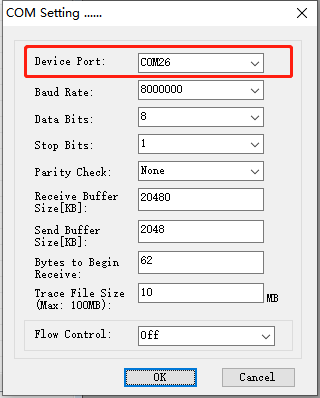 COM Setting ......
Device Port: COM26
Baud Rate: 8000000
Data Bits: 8
Stop Bits: 1
Parity Check: None
Receive Buffer
Size[KB]: 20480
Send Buffer
Size[KB]: 2048
Bytes to Begin
Receive: 62
Trace File Size
(Max: 100MB): 10 MB
Flow Control: Off
OK Cancel